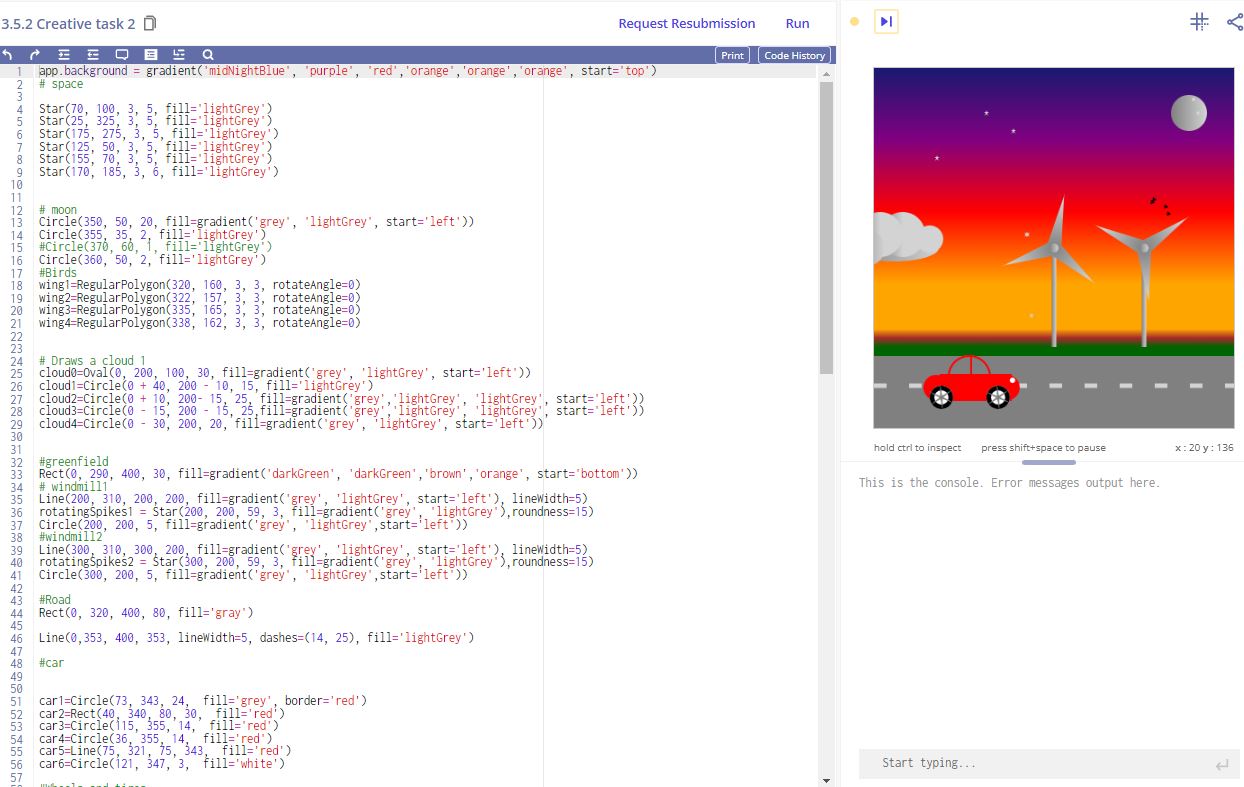 3.5.2 Creative task 2
Request Resubmission
Run
Print
Code History
1 app.background = gradient('midNightBlue', 'purple', 'red','orange','orange','orange', start='top')
2 # space
3
4 Star(70, 100, 3, 5, fill='lightGrey')
5 Star(25, 325, 3, 5, fill='lightGrey')
6 Star(175, 275, 3, 5, fill='lightGrey')
7 Star(125, 50, 3, 5, fill='lightGrey')
8 Star(155, 70, 3, 5, fill='lightGrey')
9 Star(170, 185, 3, 6, fill='lightGrey')
10
11
12 # moon
13 Circle(350, 50, 20, fill=gradient('grey', 'lightGrey', start='left'))
14 Circle(355, 35, 2, fill='lightGrey')
15 #Circle(370, 60, 1, fill='lightGrey')
16 Circle(360, 50, 2, fill='lightGrey')
17 #Birds
18 wing1=RegularPolygon(320, 160, 3, 3, rotateAngle=0)
19 wing2=RegularPolygon(322, 157, 3, 3, rotateAngle=0)
20 wing3=RegularPolygon(335, 165, 3, 3, rotateAngle=0)
21 wing4=RegularPolygon(338, 162, 3, 3, rotateAngle=0)
22
23
24 # Draws a cloud 1
25 cloud0=Oval(0, 200, 100, 30, fill=gradient('grey', 'lightGrey', start='left'))
26 cloud1=Circle(0 + 40, 200 - 10, 15, fill='lightGrey')
27 cloud2=Circle(0 + 10, 200- 15, 25, fill=gradient('grey','lightGrey', 'lightGrey', start='left'))
28 cloud3=Circle(0 - 15, 200 - 15, 25,fill=gradient('grey','lightGrey', 'lightGrey', start='left'))
29 cloud4=Circle(0 - 30, 200, 20, fill=gradient('grey', 'lightGrey', start='left'))
30
31
32 #greenfield
33 Rect(0, 290, 400, 30, fill=gradient('darkGreen', 'darkGreen','brown','orange', start='bottom'))
34 # windmill1
35 Line(200, 310, 200, 200, fill=gradient('grey', 'lightGrey', start='left'), lineWidth=5)
36 rotatingSpikes1 = Star(200, 200, 59, 3, fill=gradient('grey', 'lightGrey'),roundness=15)
37 Circle(200, 200, 5, fill=gradient('grey', 'lightGrey',start='left'))
38 #windmill2
39 Line(300, 310, 300, 200, fill=gradient('grey', 'lightGrey', start='left'), lineWidth=5)
40 rotatingSpikes2 = Star(300, 200, 59, 3, fill=gradient('grey', 'lightGrey'),roundness=15)
41 Circle(300, 200, 5, fill=gradient('grey', 'lightGrey',start='left'))
42
43 #Road
44 Rect(0, 320, 400, 80, fill='gray')
45
46 Line(0,353, 400, 353, lineWidth=5, dashes=(14, 25), fill='lightGrey')
47
48 #car
49
50
51 car1=Circle(73, 343, 24, fill='grey', border='red')
52 car2=Rect(40, 340, 80, 30, fill='red')
53 car3=Circle(115, 355, 14, fill='red')
54 car4=Circle(36, 355, 14, fill='red')
55 car5=Line(75, 321, 75, 343, fill='red')
56 car6=Circle(121, 347, 3, fill='white')
57
hold ctrl to inspect
press shift+space to pause
x : 20 y : 136
This is the console. Error messages output here.
Start typing...